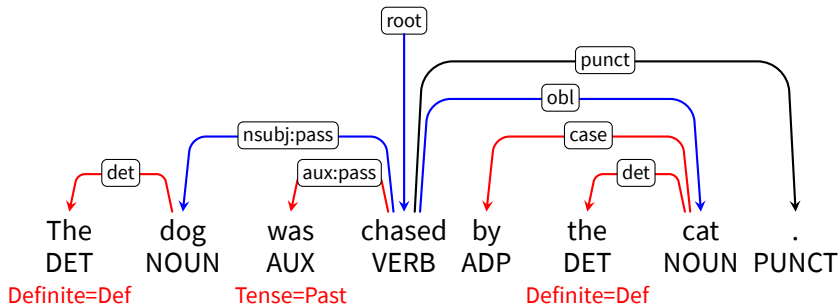 root
punct
obl
nsubj:pass case
det aux:pass det
The dog was chased by the cat .
DET NOUN AUX VERB ADP DET NOUN PUNCT
Definite=Def Tense=Past Definite=Def